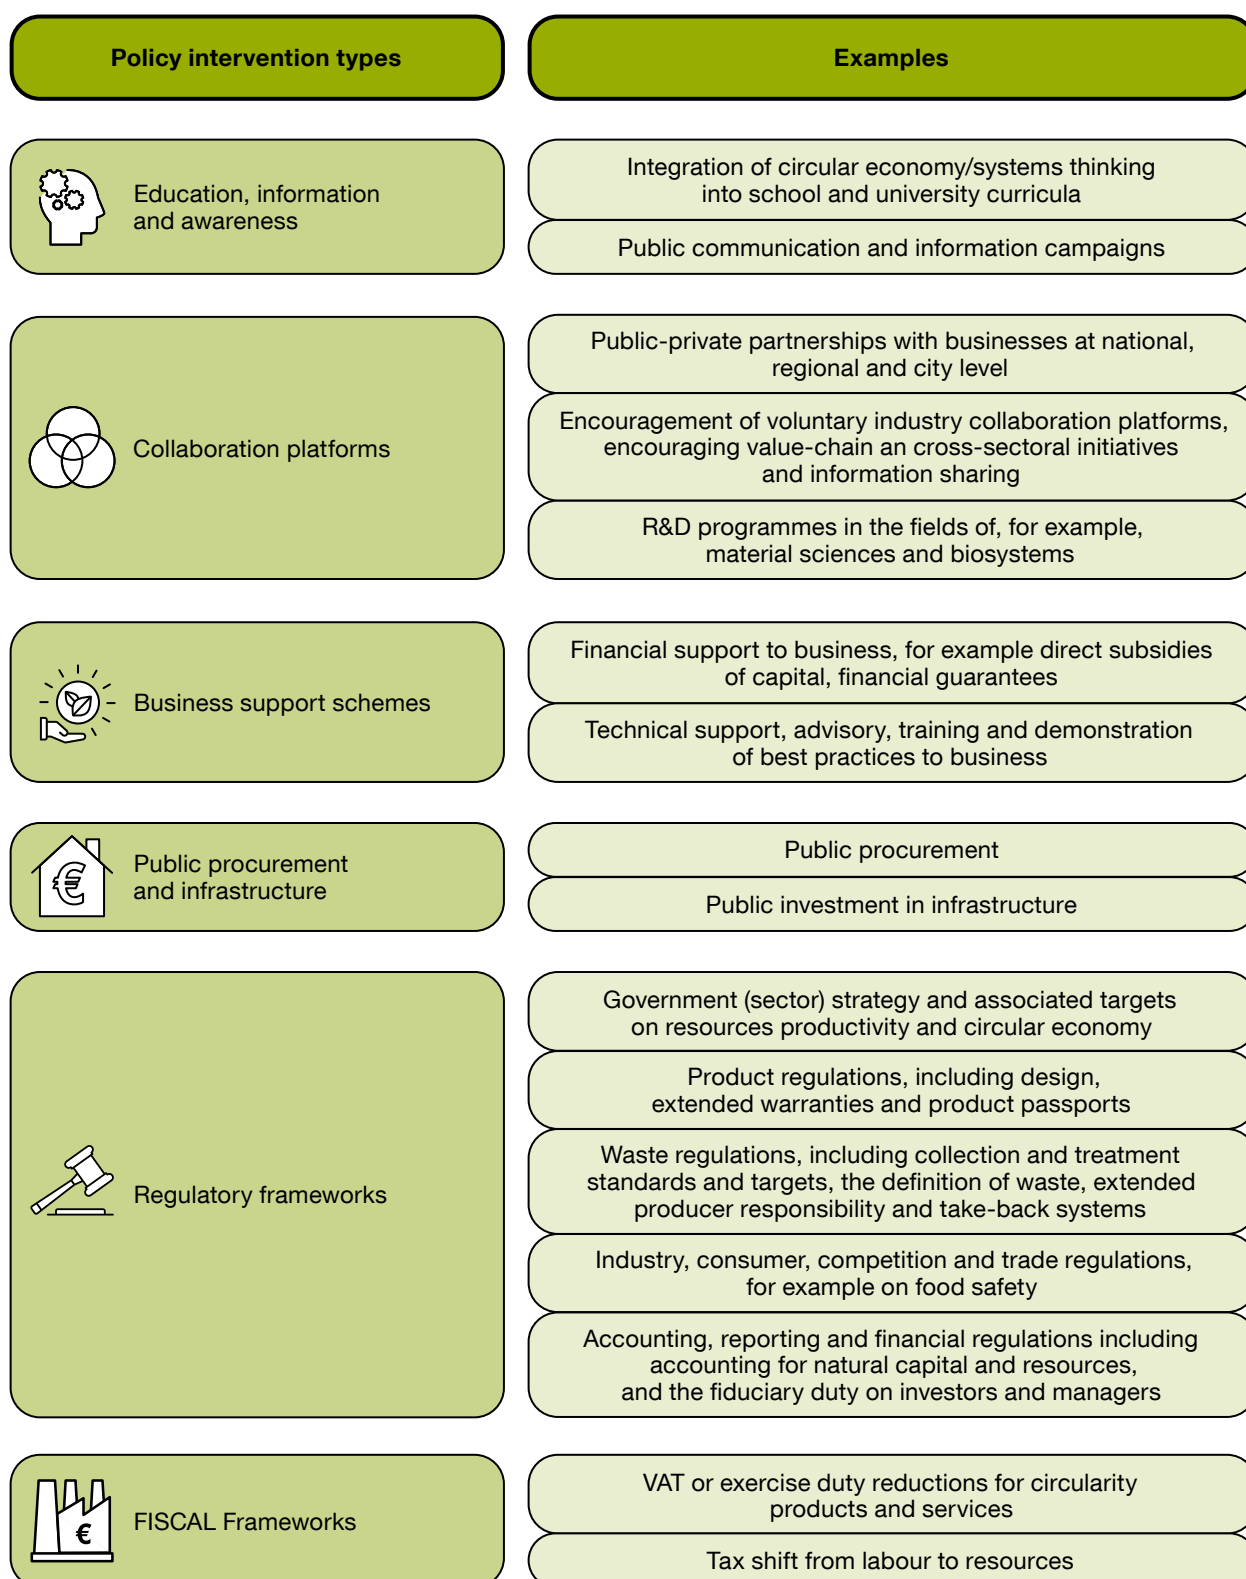 Policy intervention types
Examples
Education, information
and awareness
Integration of circular economy/systems thinking
into school and university curricula
Public communication and information campaigns
Collaboration platforms
Public-private partnerships with businesses at national,
regional and city level
Encouragement of voluntary industry collaboration platforms,
encouraging value-chain an cross-sectoral initiatives
and information sharing
R&D programmes in the fields of, for example,
material sciences and biosystems
Business support schemes
Financial support to business, for example direct subsidies
of capital, financial guarantees
Technical support, advisory, training and demonstration
of best practices to business
€
Public procurement
and infrastructure
Public procurement
Public investment in infrastructure
Regulatory frameworks
Government (sector) strategy and associated targets
on resources productivity and circular economy
Product regulations, including design,
extended warranties and product passports
Waste regulations, including collection and treatment
standards and targets, the definition of waste, extended
producer responsibility and take-back systems
Industry, consumer, competition and trade regulations,
for example on food safety
Accounting, reporting and financial regulations including
accounting for natural capital and resources,
and the fiduciary duty on investors and managers
€
FISCAL Frameworks
VAT or exercise duty reductions for circularity
products and services
Tax shift from labour to resources